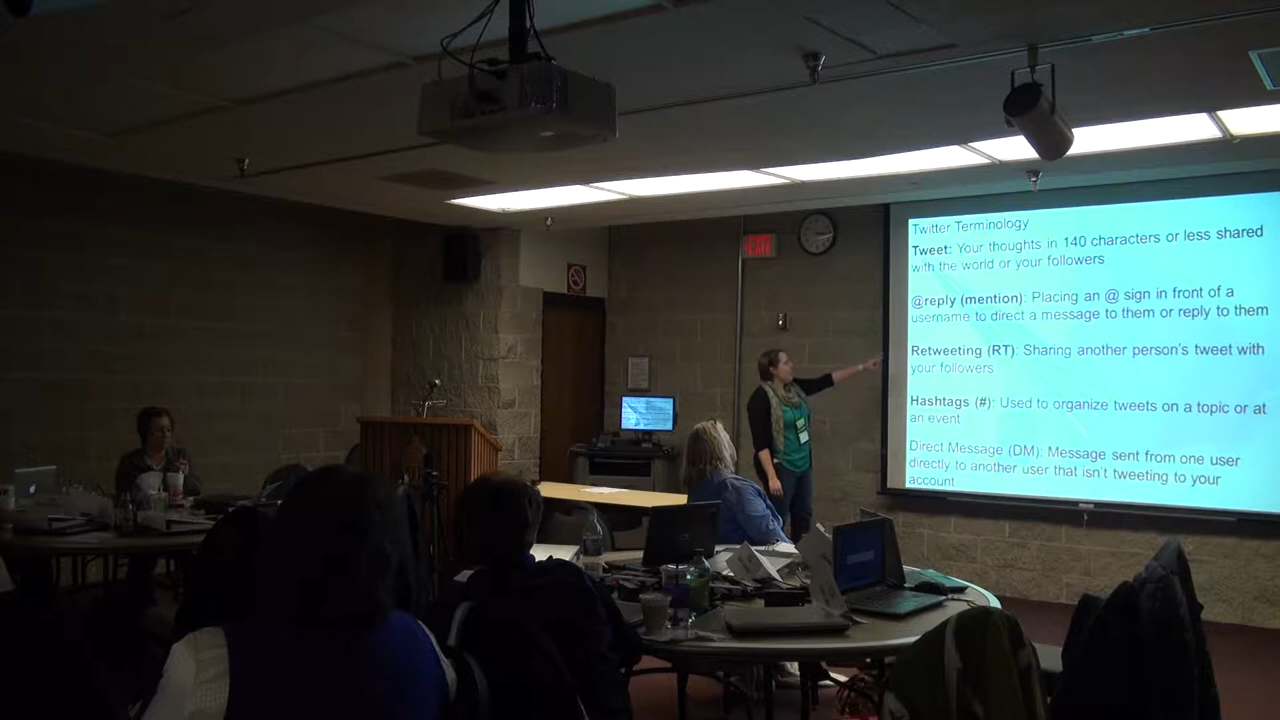 EXIT
Twitter Terminology
Tweet: Your thoughts in 140 characters or less shared
with the world or your followers
@reply (mention): Placing an @ sign in front of a
username to direct a message to them or reply to them
Retweeting (RT): Sharing another person's tweet with
your followers
Hashtags (#): Used to organize tweets on a topic or at
an event
Direct Message (DM): Message sent from one user
directly to another user that isn't tweeting to your
account